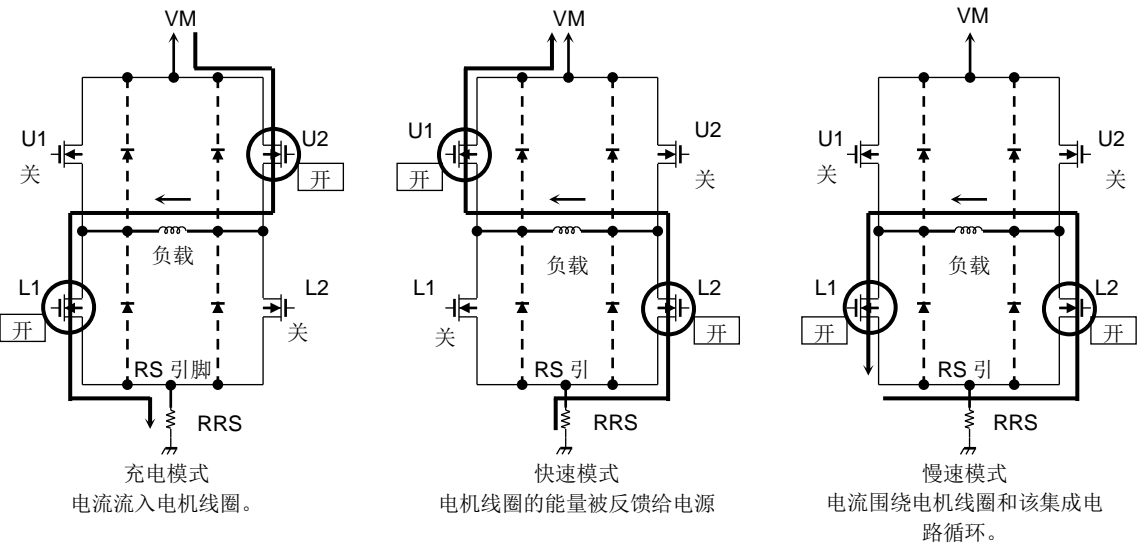 VM
U1
关
U2
开
负载
L1
开
L2
关
RS 引脚
RRS
充电模式
电流流入电机线圈。
VM
U1
开
U2
关
负载
L1
关
L2
开
RS 引
RRS
快速模式
电机线圈的能量被反馈给电源
VM
U1
关
U2
关
负载
L1
开
L2
开
RS 引
RRS
慢速模式
电流围绕电机线圈和该集成电
路循环。